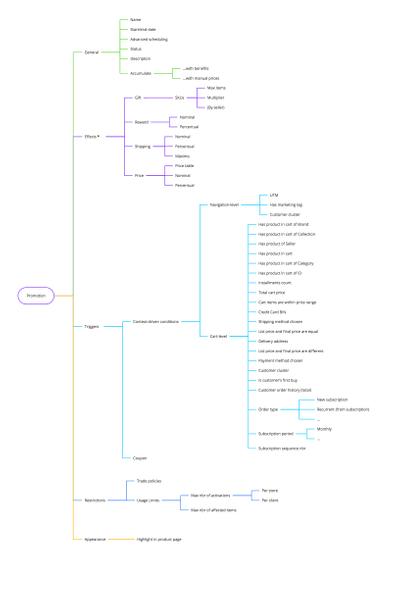 Name
Start/End date
Advanced scheduling
General
Status
Description
Accumulate
...with benefits
...with manual prices
Max items
Gift
SKUs
Multiplier
(By seller)
Reward
Nominal
Percentual
Effects *
Nominal
Shipping
Percentual
Maximo
Price table
Price
Nominal
Percentual
UTM
Navigation level
Has marketing tag
Customer cluster
Has product in cart of Brand
Has product in cart of Collection
Has product of Seller
Has product in cart
Has product in cart of Category
Has product in cart of ID
Installments count
Promotion
Total cart price
Cart items are within price range
Credit Card BIN
Triggers
Context-driven conditions
Shipping method chosen
List price and final price are equal
Cart level
Delivery address
List price and final price are different
Payment method chosen
Customer cluster
Is customer's first buy
Customer order history/detail
New subscription
Order type
Recurrent (from subscription)
...
Monthly
Subscription period
...
Subscription sequence nte
Coupon
Trade policies
Restrictions
Usage Limits
Max nte of activations
Per store
Per client
Max nte of affected items
Appearance
Highlight in product page